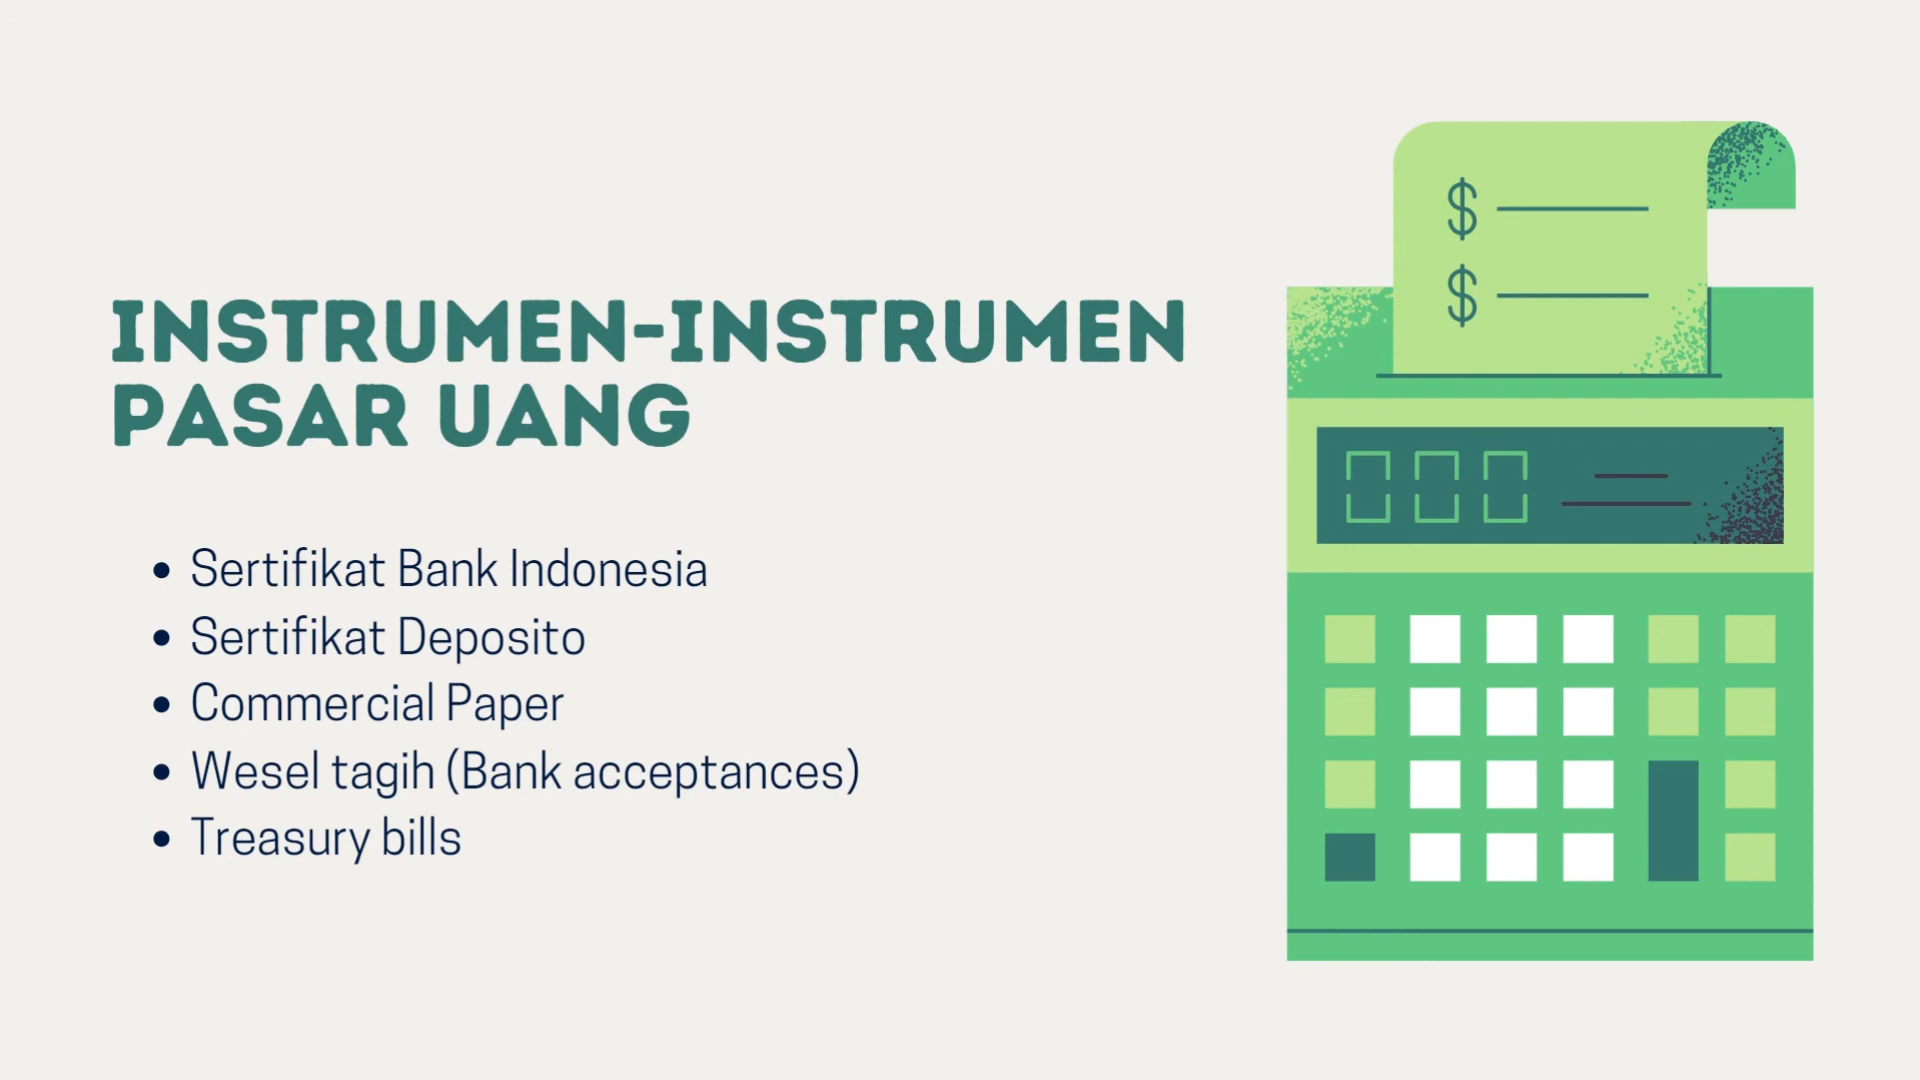 INSTRUMEN-INSTRUMEN
PASAR UANG
• Sertifikat Bank Indonesia
• Sertifikat Deposito
• Commercial Paper
• Wesel tagih (Bank acceptances)
• Treasury bills
$
$